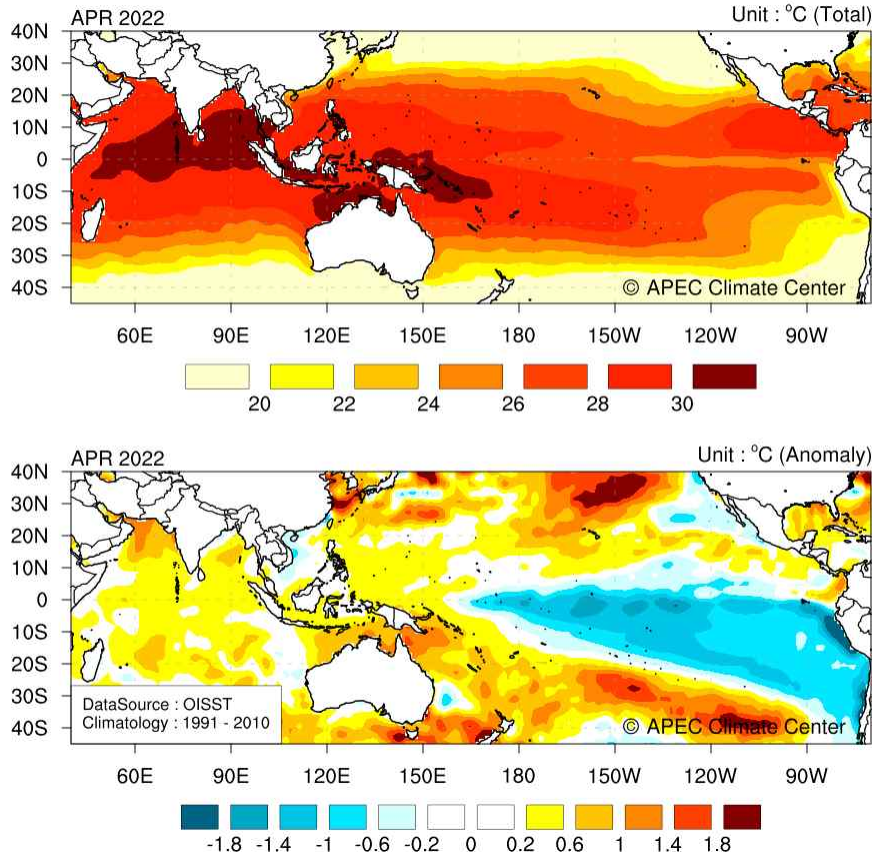 APR 2022 Unit : °C (Total)
40N
30N
20N
10N
0
10S
20S
30S
40S
© APEC Climate Center
60E 90E 120E 150E 180 150W 120W 90W
20 22 24 26 28 30
APR 2022 Unit : °C (Anomaly)
40N
30N
20N
10N
0
10S
20S
30S
40S
DataSource : OISST
Climatology : 1991 - 2010
© APEC Climate Center
60E 90E 120E 150E 180 150W 120W 90W
-1.8 -1.4 -1 -0.6 -0.2 0 0.2 0.6 1 1.4 1.8